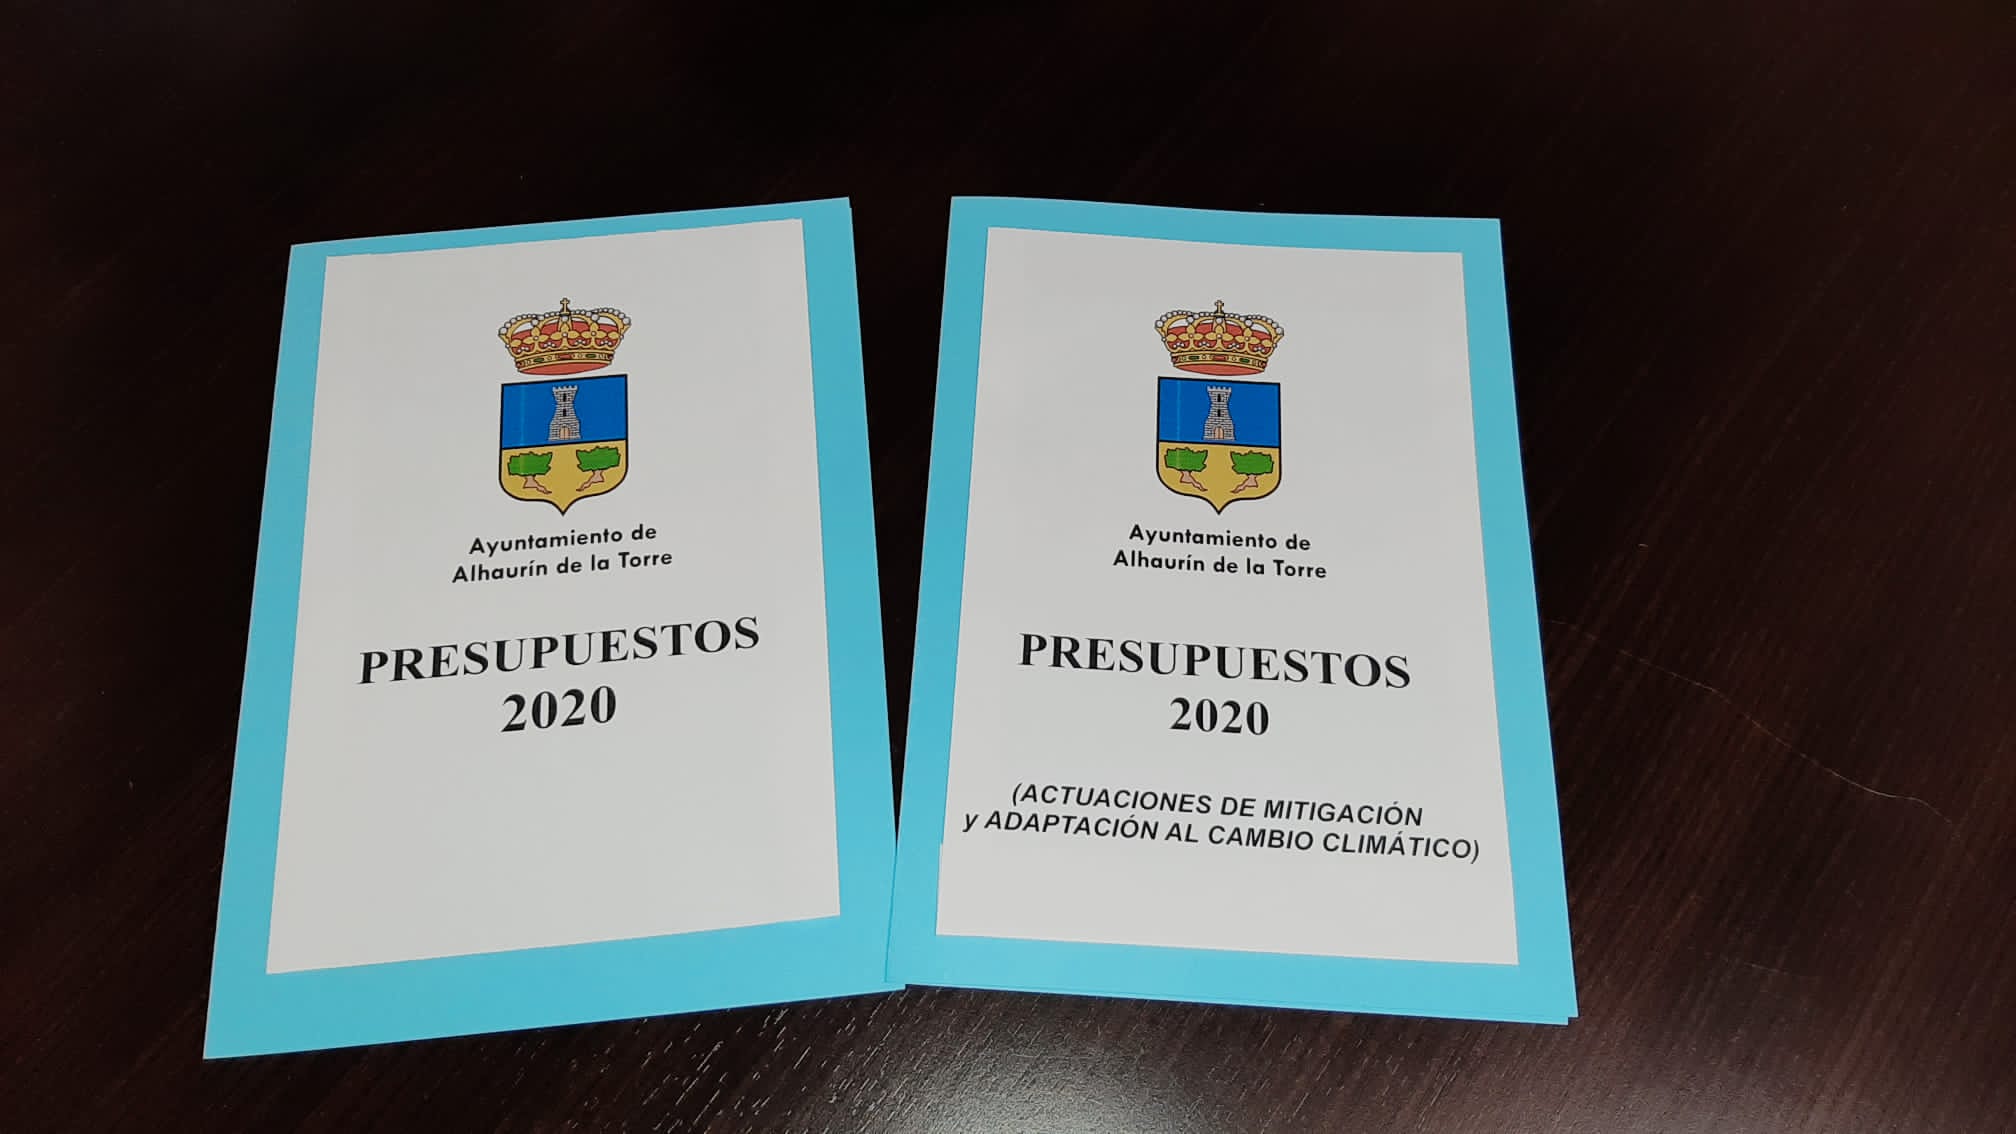 Ayuntamiento de
Alhaurín de la Torre
PRESUPUESTOS
2020
Ayuntamiento de
Alhaurín de la Torre
PRESUPUESTOS
2020
(ACTUACIONES DE MITIGACIÓN
y ADAPTACIÓN AL CAMBIO CLIMÁTICO)